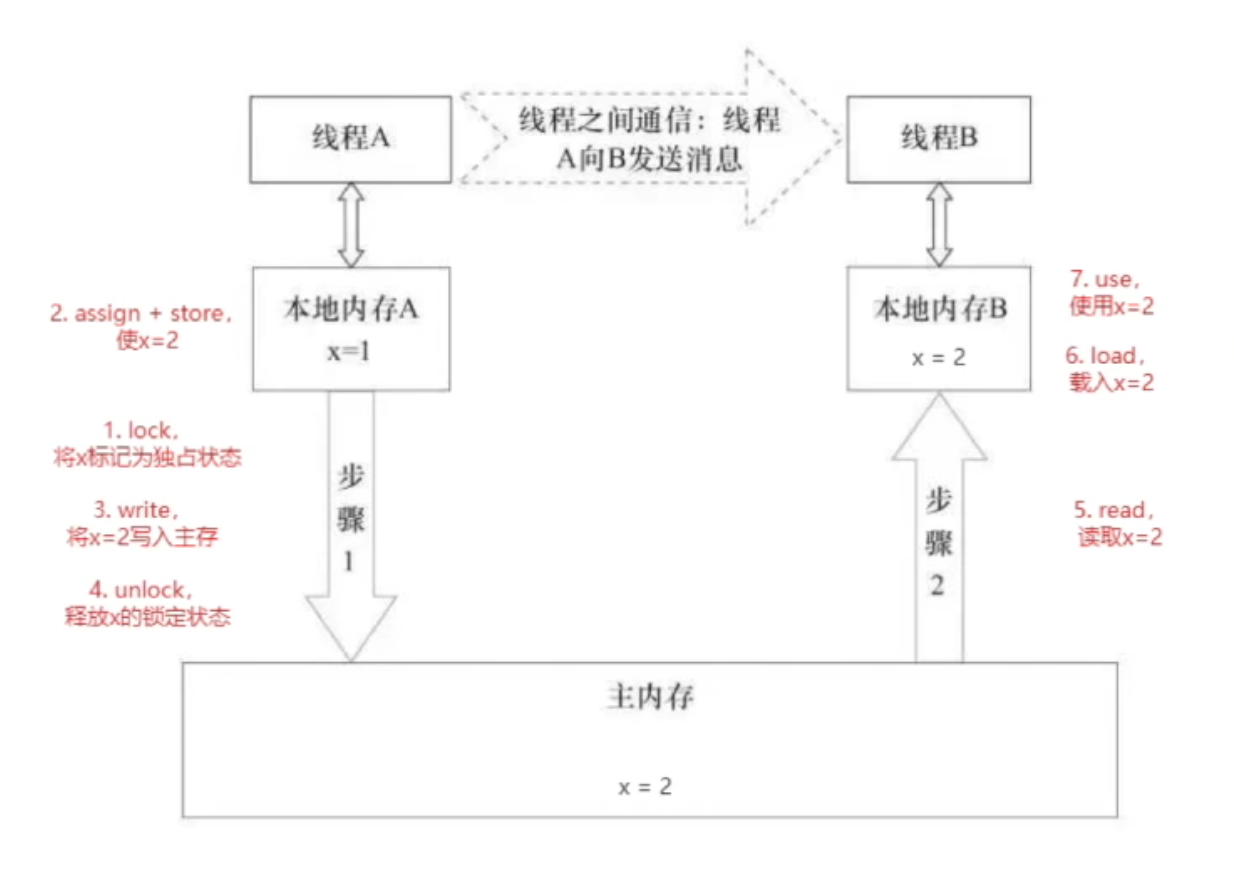 线程A
线程之间通信：线程
A向B发送消息
线程B
2. assign + store，
使x=2
本地内存A
x=1
本地内存B
x = 2
7. use，
使用x=2
6. load，
载入x=2
1. lock，
将x标记为独占状态
3. write，
将x=2写入主存
4. unlock，
释放x的锁定状态
步
骤
1
步
骤
2
5. read，
读取x=2
主内存
x = 2